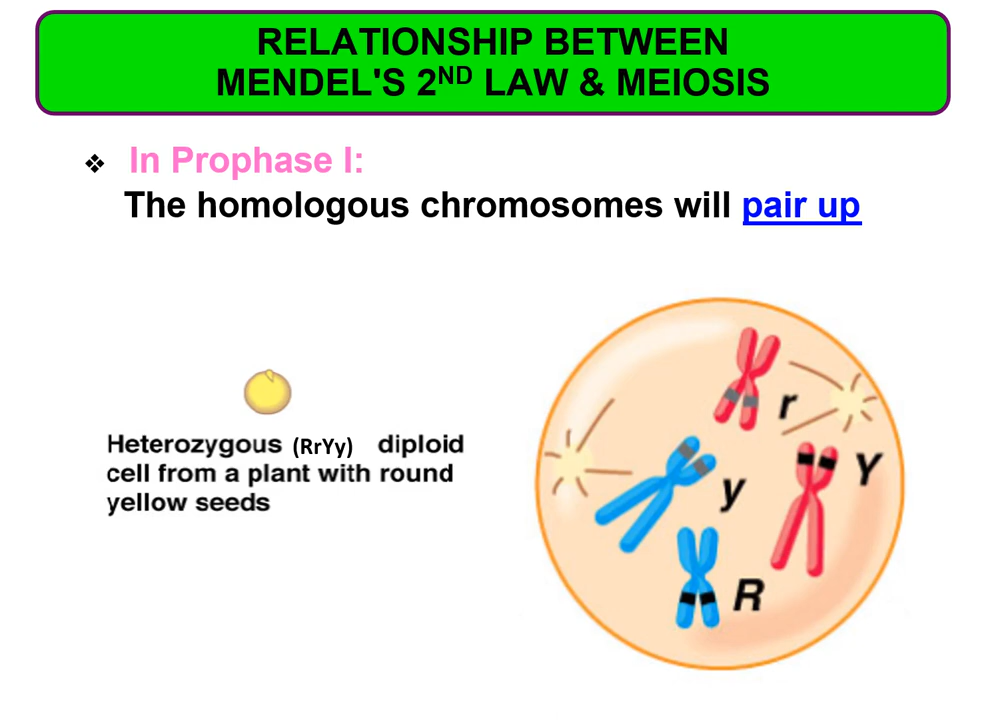 RELATIONSHIP BETWEEN
MENDEL'S 2ND LAW & MEIOSIS
❖ In Prophase I:
The homologous chromosomes will pair up
Heterozygous (RrYy) diploid
cell from a plant with round
yellow seeds
r
Y
y
R